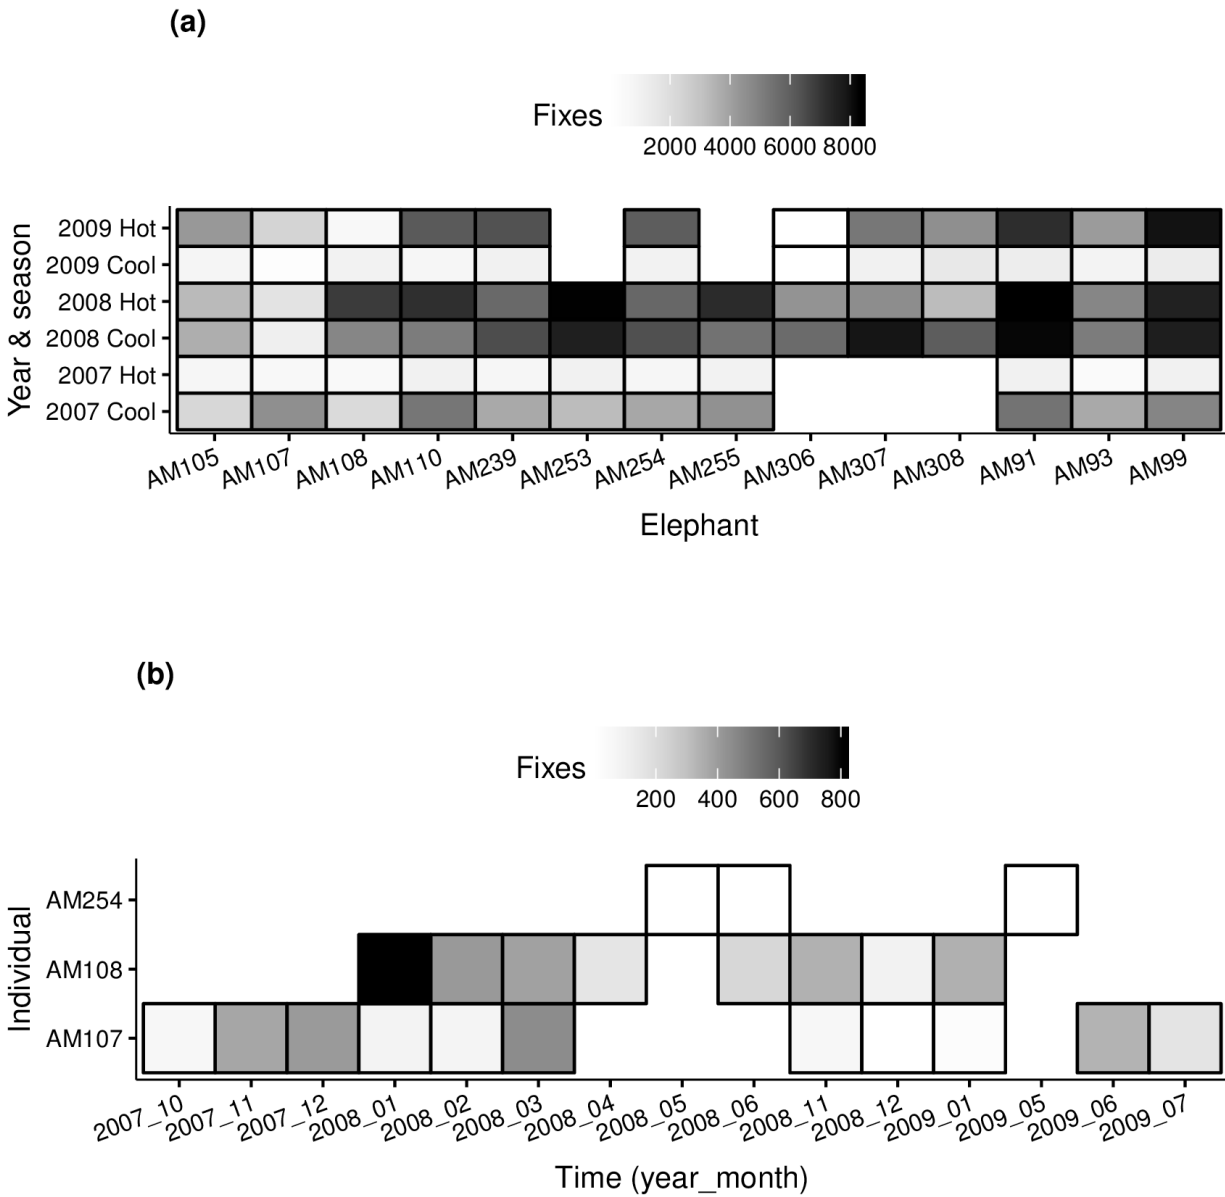 (a)
Fixes
2000 4000 6000 8000
Year & season
2009 Hot
2009 Cool
2008 Hot
2008 Cool
2007 Hot
2007 Cool
AM105 AM107 AM108 AM110 AM239 AM253 AM254 AM255 AM306 AM307 AM308 AM91 AM93 AM99
Elephant
(b)
Fixes
200 400 600 800
Individual
AM254
AM108
AM107
2007_10 2007_11 2007_12 2008_01 2008_02 2008_03 2008_04 2008_05 2008_06 2008_11 2008_12 2009_01 2009_05 2009_06 2009_07
Time (year_month)